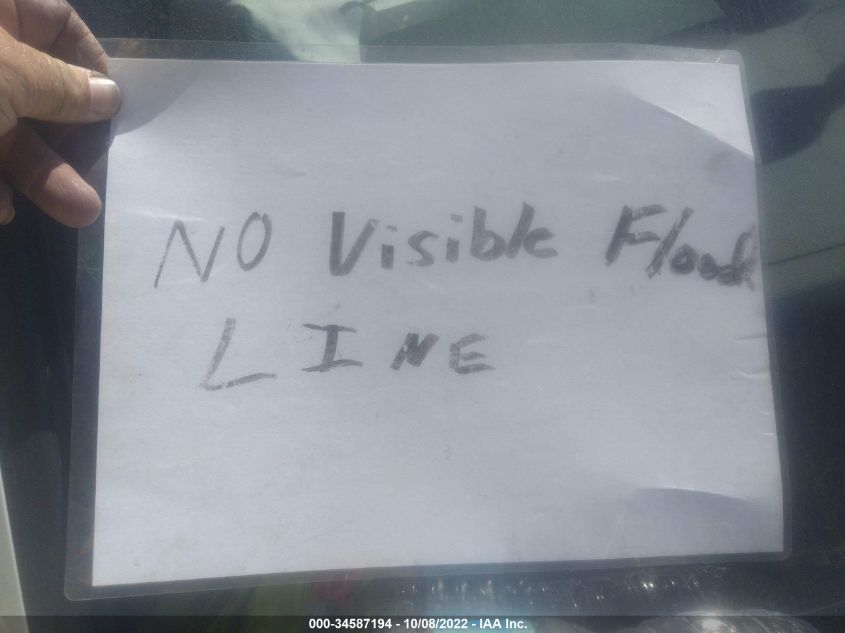 NO Visible Flood
LINE
000-34587194 - 10/08/2022 - IAA Inc.